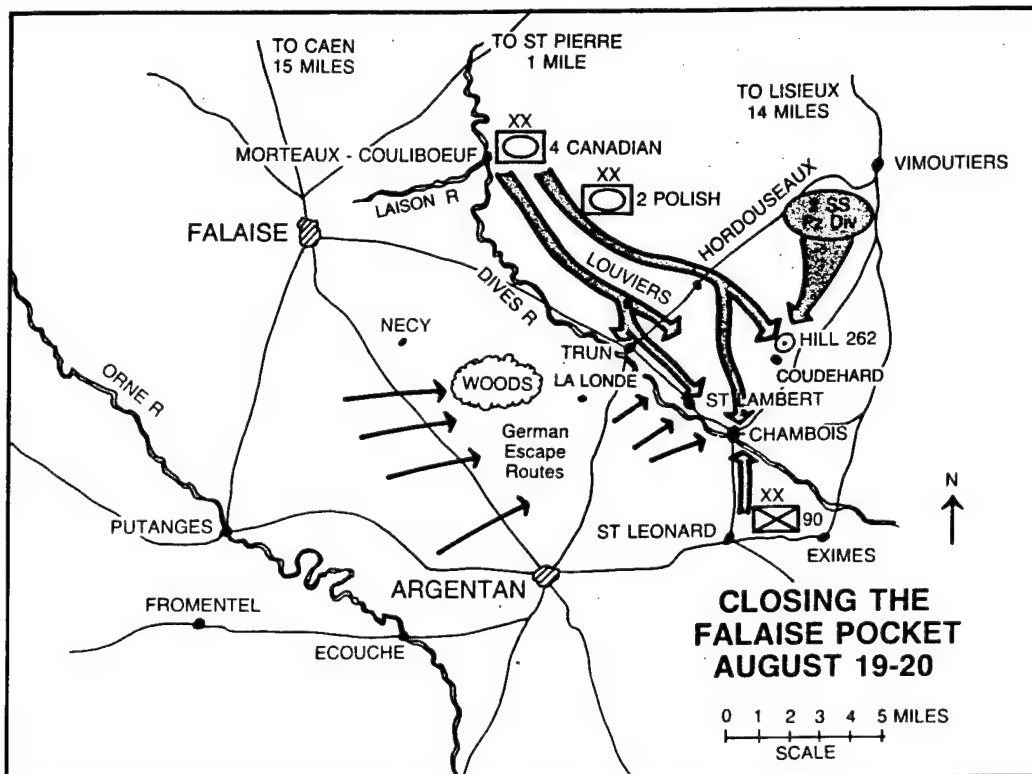 TO CAEN
15 MILES
TO ST PIERRE
1 MILE
TO LISIEUX
14 MILES
XX
4 CANADIAN
MORTEAUX - COULIBOEUF
VIMOUTIERS
XX
2 POLISH
LAISON R
SS
Pz Div
FALAISE
HORDOUSEAUX
LOUVIERS
DIVES R
NECY
HILL 262
TRUN
COUDEHARD
ORNE R
WOODS
LA LONDE
ST LAMBERT
CHAMBOIS
German
Escape
Routes
N
XX
90
PUTANGES
ST LEONARD
EXIMES
ARGENTAN
FROMENTEL
ECOUCHE
CLOSING THE
FALAISE POCKET
AUGUST 19-20
0 1 2 3 4 5 MILES
SCALE